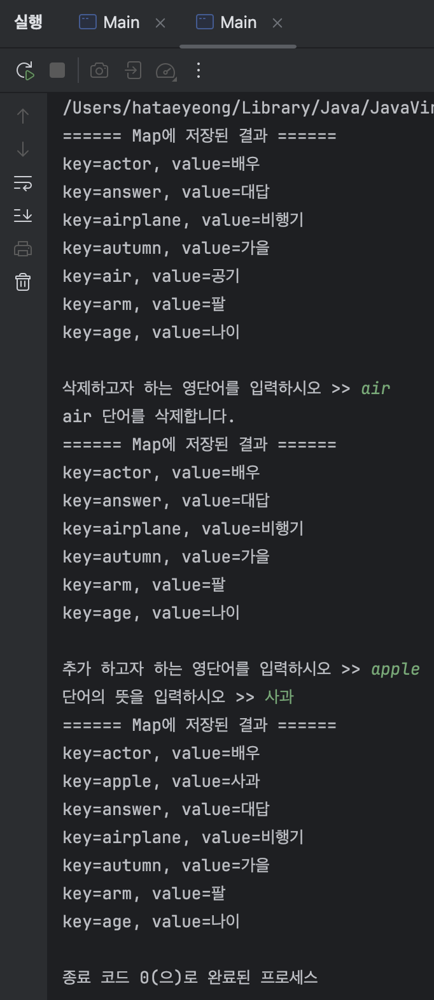 실행 Main Main
/Users/hataeyeong/Library/Java/JavaVir
====== Map에 저장된 결과 ======
key=actor, value=배우
key=answer, value=대답
key=airplane, value=비행기
key=autumn, value=가을
key=air, value=공기
key=arm, value=팔
key=age, value=나이
삭제하고자 하는 영단어를 입력하시오 >> air
air 단어를 삭제합니다.
====== Map에 저장된 결과 ======
key=actor, value=배우
key=answer, value=대답
key=airplane, value=비행기
key=autumn, value=가을
key=arm, value=팔
key=age, value=나이
추가 하고자 하는 영단어를 입력하시오 >> apple
단어의 뜻을 입력하시오 >> 사과
====== Map에 저장된 결과 ======
key=actor, value=배우
key=apple, value=사과
key=answer, value=대답
key=airplane, value=비행기
key=autumn, value=가을
key=arm, value=팔
key=age, value=나이
종료 코드 0(으)로 완료된 프로세스